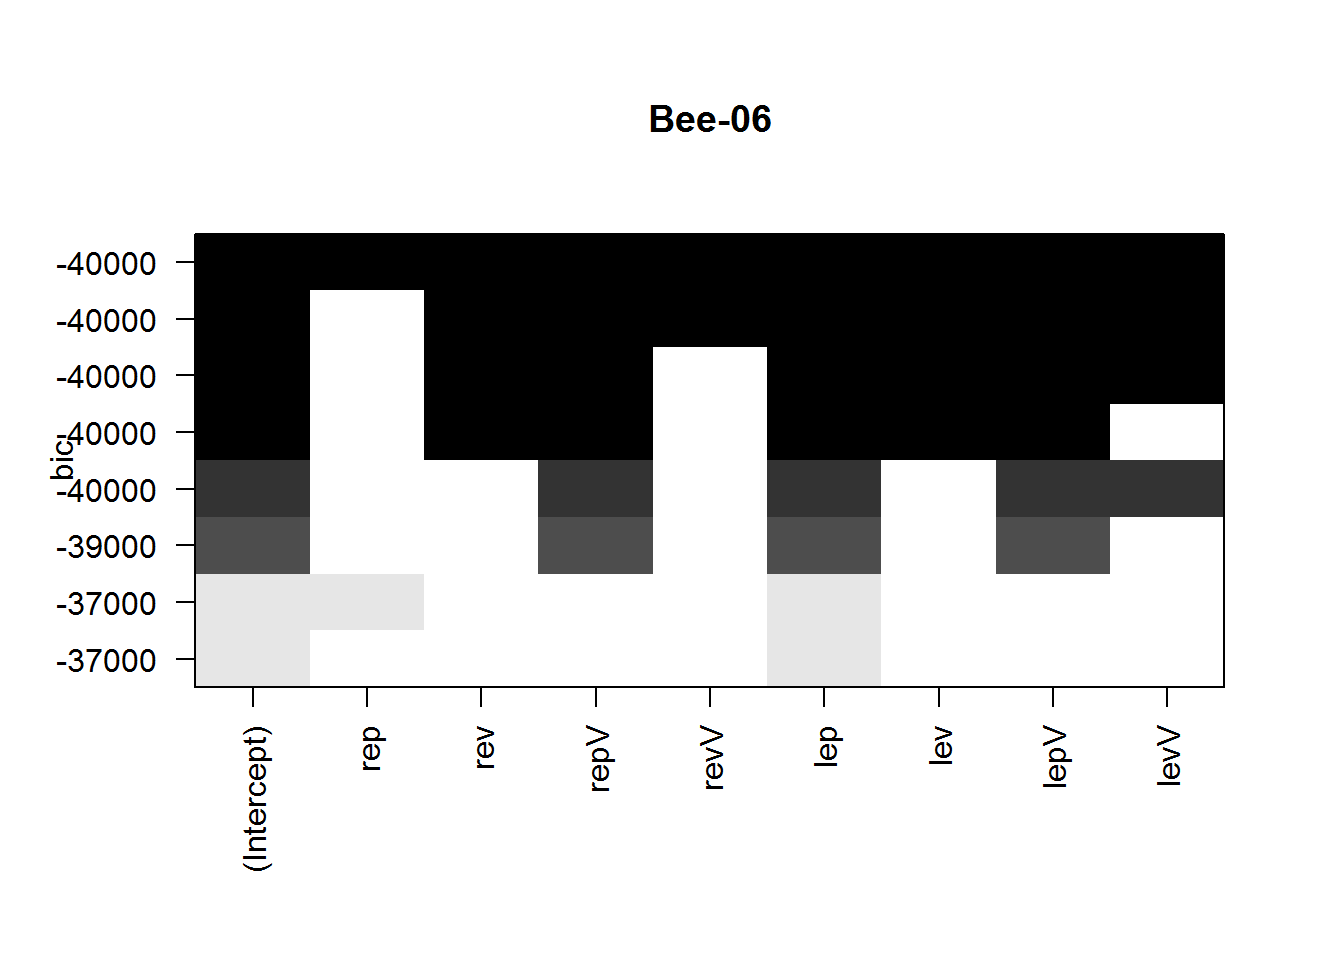 Bee-06
bic
-40000
-40000
-40000
-40000
-40000
-39000
-37000
-37000
(Intercept)
rep
rev
repV
revV
lep
lev
lepV
levV